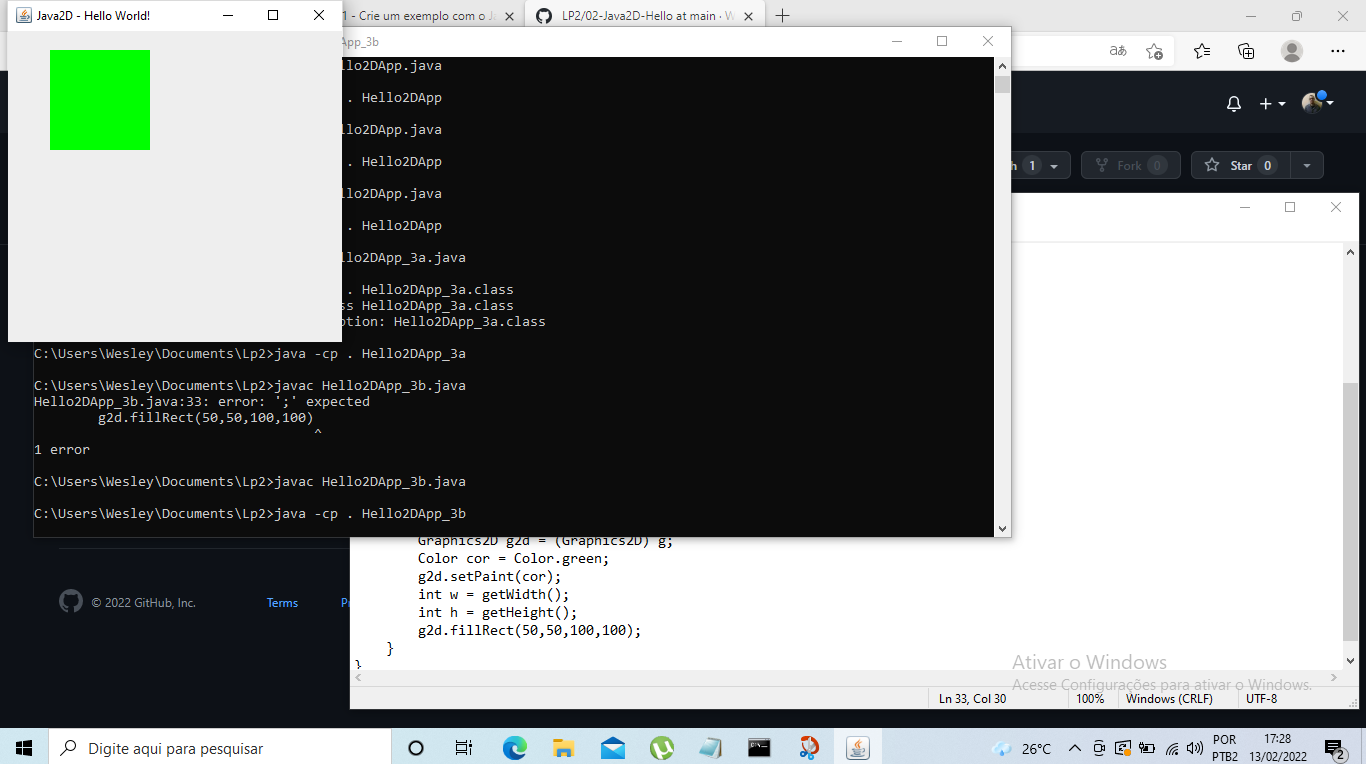 Java2D - Hello World!
1 - Crie um exemplo com o J
LP2/02-Java2D-Hello at main · W
App_3b
llo2DApp.java
. Hello2DApp
llo2DApp.java
. Hello2DApp
llo2DApp.java
. Hello2DApp
llo2DApp_3a.java
. Hello2DApp_3a.class
ss Hello2DApp_3a.class
ption: Hello2DApp_3a.class
C:\Users\Wesley\Documents\Lp2>java -cp . Hello2DApp_3a
C:\Users\Wesley\Documents\Lp2>javac Hello2DApp_3b.java
Hello2DApp_3b.java:33: error: ';' expected
g2d.fillRect(50,50,100,100)
^
1 error
C:\Users\Wesley\Documents\Lp2>javac Hello2DApp_3b.java
C:\Users\Wesley\Documents\Lp2>java -cp . Hello2DApp_3b
h 1
Fork 0
Star 0
Graphics2D g2d = (Graphics2D) g;
Color cor = Color.green;
g2d.setPaint(cor);
int w = getWidth();
int h = getHeight();
g2d.fillRect(50,50,100,100);
}
}
© 2022 GitHub, Inc.
Terms
Ativar o Windows
Acesse Configurações para ativar o Windows.
Ln 33, Col 30
100%
Windows (CRLF)
UTF-8
Digite aqui para pesquisar
26°C
POR
PTB2
17:28
13/02/2022
2